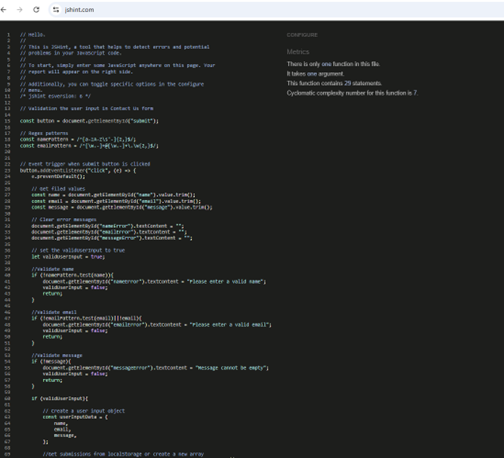 jshint.com
CONFIGURE
Metrics
There is only one function in this file.
It takes one argument.
This function contains 29 statements.
Cyclomatic complexity number for this function is 7.
1 // Hello.
2 //
3 // This is JSHint, a tool that helps to detect errors and potential
4 // problems in your JavaScript code.
5 //
6 // To start, simply enter some JavaScript anywhere on this page. Your
7 // report will appear on the right side.
8 //
9 // Additionally, you can toggle specific options in the Configure
10 // menu.
11 /* jshint esversion: 6 */
12
13 // Validation the user input in Contact Us form
14
15 const button = document.getElementById("submit");
16
17 // Regex patterns
18 const namePattern =
19 const emailPattern =
20
21
22 // Event trigger when submit button is clicked
23 button.addEventListener("click", (e) => {
24 e.preventDefault();
25
26 // Get filed values
27 const name = document.getElementById("name").value.trim();
28 const email = document.getElementById("email").value.trim();
29 const message = document.getElementById("message").value.trim();
30
31 // Clear error messages
32 document.getElementById("nameError").textContent = "";
33 document.getElementById("emailError").textContent = "";
34 document.getElementById("messageError").textContent = "";
35
36 // set the validUserInput to true
37 let validUserInput = true;
38
39 //Validate name
40 if (!namePattern.test(name)){
41 document.getElementById("nameError").textContent = "Please enter a valid name";
42 validUserInput = false;
43 return;
44 }
45
46 //Validate email
47 if (!emailPattern.test(email)||!email){
48 document.getElementById("emailError").textContent = "Please enter a valid email";
49 validUserInput = false;
50 return;
51 }
52
53 //Validate message
54 if (!message){
55 document.getElementById("messageError").textContent = "Message cannot be empty";
56 validUserInput = false;
57 return;
58 }
59
60 if (validUserInput){
61
62 // Create a user input object
63 const userInputData = {
64 name,
65 email,
66 message,
67 };
68
69 //Get submissions from localStorage or create a new array